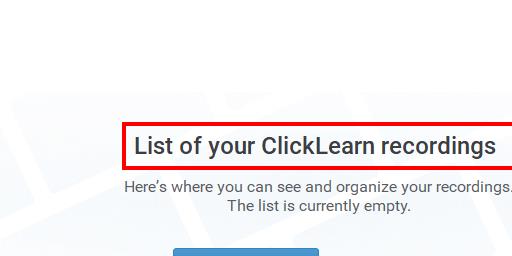 List of your ClickLearn recordings
Here's where you can see and organize your recordings.
The list is currently empty.